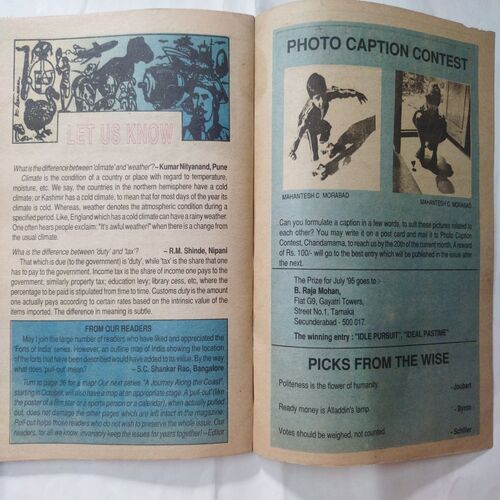 LET US KNOW
What is the difference between 'climate' and 'weather'? – Kumar Nityanand, Pune
Climate is the condition of a country or place with regard to temperature,
moisture, etc. We say, the countries in the northern hemisphere have a cold
climate; or Kashmir has a cold climate, to mean that for most days of the year its
climate is cold. Whereas, weather denotes the atmospheric condition during a
specified period. Like, England which has a cold climate can have a rainy weather.
One often hears people exclaim: "It's awful weather!" when there is a change from
the usual climate.
What is the difference between 'duty' and 'tax'? – R.M. Shinde, Nipani
That which is due (to the government) is 'duty', while 'tax' is the share that one
has to pay to the government. Income tax is the share of income one pays to the
government; similarly property tax; education levy; library cess, etc, where the
percentage to be paid is stipulated from time to time. Customs duty is the amount
one actually pays according to certain rates based on the intrinsic value of the
items imported. The difference in meaning is subtle.
FROM OUR READERS
May I join the large number of readers who have liked and appreciated the
'Forts of India' series. However, an outline map of India showing the location
of the forts that have been described would have added to its value. By the way
what does 'pull-out' mean? – S.C. Shankar Rao, Bangalore
Turn to page 36 for a map! Our next series "A Journey Along the Coast",
starting in October, will also have a map at an appropriate stage. A 'pull-out' (like
the poster of a film star or a sports person or a calendar), when actually pulled
out, does not damage the other pages which are left intact in the magazine.
Pull-out helps those readers who do not wish to preserve the whole issue. Our
readers, for all we know, invariably keep the issues for years together! – Editor
PHOTO CAPTION CONTEST
MAHANTESH C. MORABAD
MAHANTESH C. MORABAD
Can you formulate a caption in a few words, to suit these pictures related to
each other? You may write it on a post card and mail it to Photo Caption
Contest, Chandamama, to reach us by the 20th of the current month. A reward
of Rs. 100/- will go to the best entry which will be published in the issue after
the next.
The Prize for July '95 goes to :-
B. Raja Mohan,
Flat G9, Gayatri Towers,
Street No.1, Tarnaka
Secunderabad - 500 017.
The winning entry : "IDLE PURSUIT", "IDEAL PASTIME"
PICKS FROM THE WISE
Politeness is the flower of humanity. - Joubert
Ready money is Alladdin's lamp. - Byron
Votes should be weighed, not counted. - Schiller